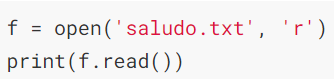 f = open('saludo.txt', 'r')
print(f.read())